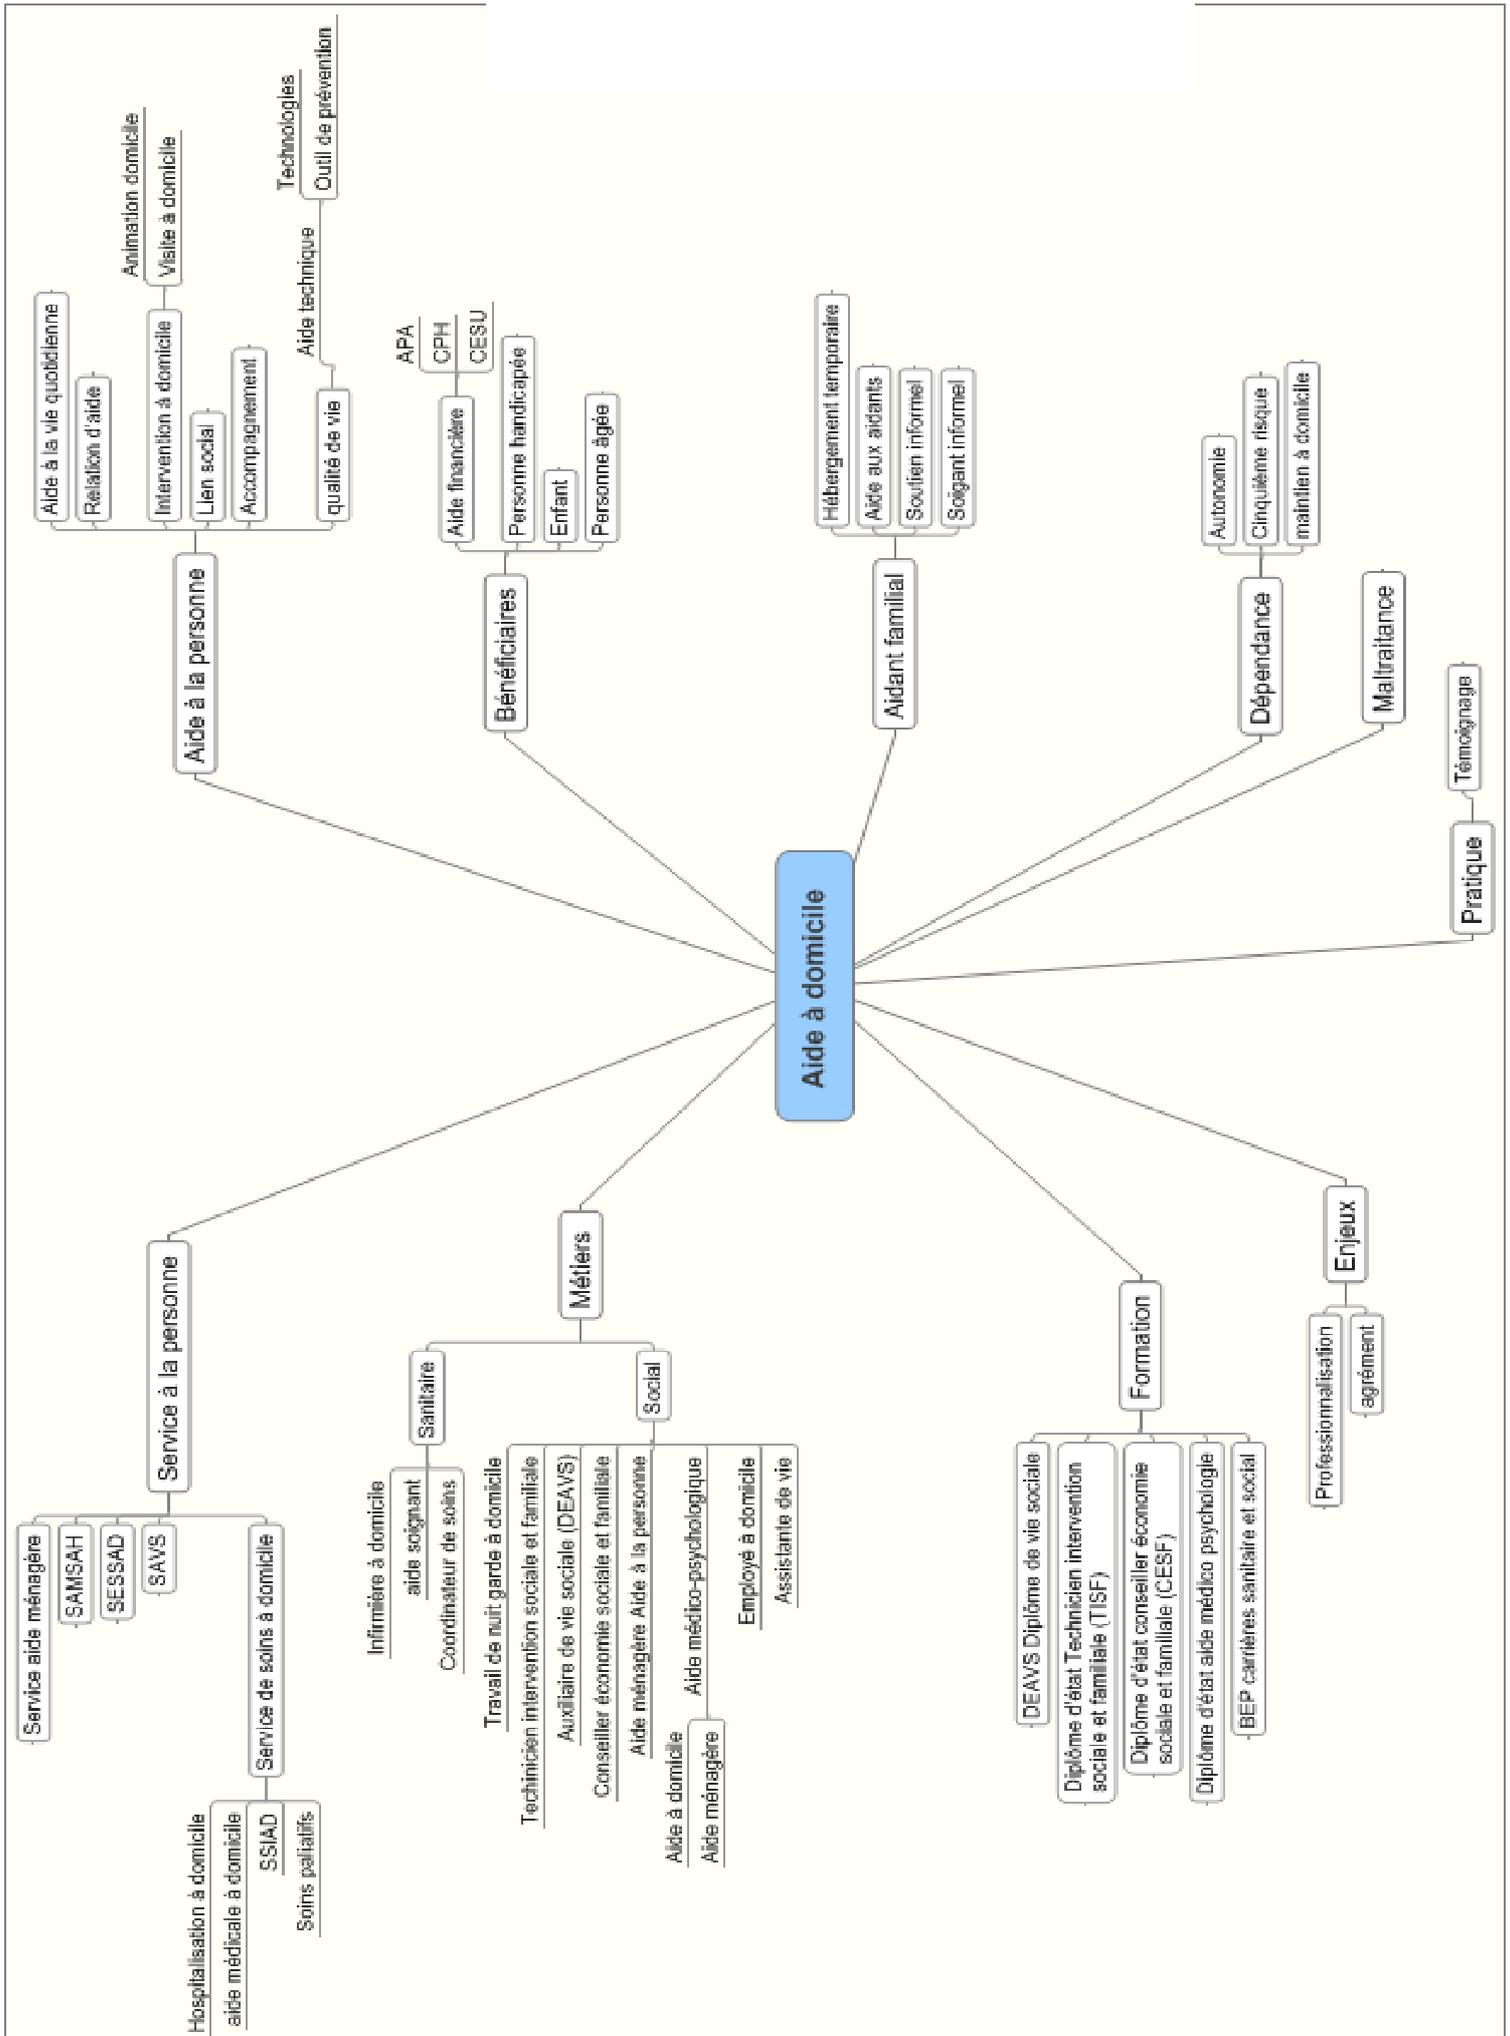 Aide à domicile
Aide à la personne
Aide à la vie quotidienne
Relation d'aide
Intervention à domicile
Animation domicile
Visite à domicile
Lien social
Accompagnement
qualité de vie
Aide technique
Technologies
Outil de prévention
Bénéficiaires
Aide financière
APA
CPH
CESU
Personne handicapée
Enfant
Personne âgée
Aidant familial
Hébergement temporaire
Aide aux aidants
Soutien informel
Soigant informel
Dépendance
Autonomie
Cinquième risque
maintien à domicile
Maltraitance
Pratique
Témoignage
Service à la personne
Service aide ménagère
SAMSAH
SESSAD
SAVS
Service de soins à domicile
Hospitalisation à domicile
aide médicale à domicile
SSIAD
Soins paliatifs
Métiers
Sanitaire
Infirmière à domicile
aide soignant
Coordinateur de soins
Social
Travail de nuit garde à domicile
Techinicien intervention sociale et familiale
Auxiliaire de vie sociale (DEAVS)
Conseiller économie sociale et familiale
Aide ménagère Aide à la personne
Aide médico-psychologique
Aide à domicile
Aide ménagère
Employé à domicile
Assistante de vie
Formation
DEAVS Diplôme de vie sociale
Diplôme d'état Technicien intervention
sociale et familiale (TISF)
Diplôme d'état conseiller économie
sociale et familiale (CESF)
Diplôme d'état aide médico psychologie
BEP carrières sanitaire et social
Enjeux
Professionnalisation
agrément